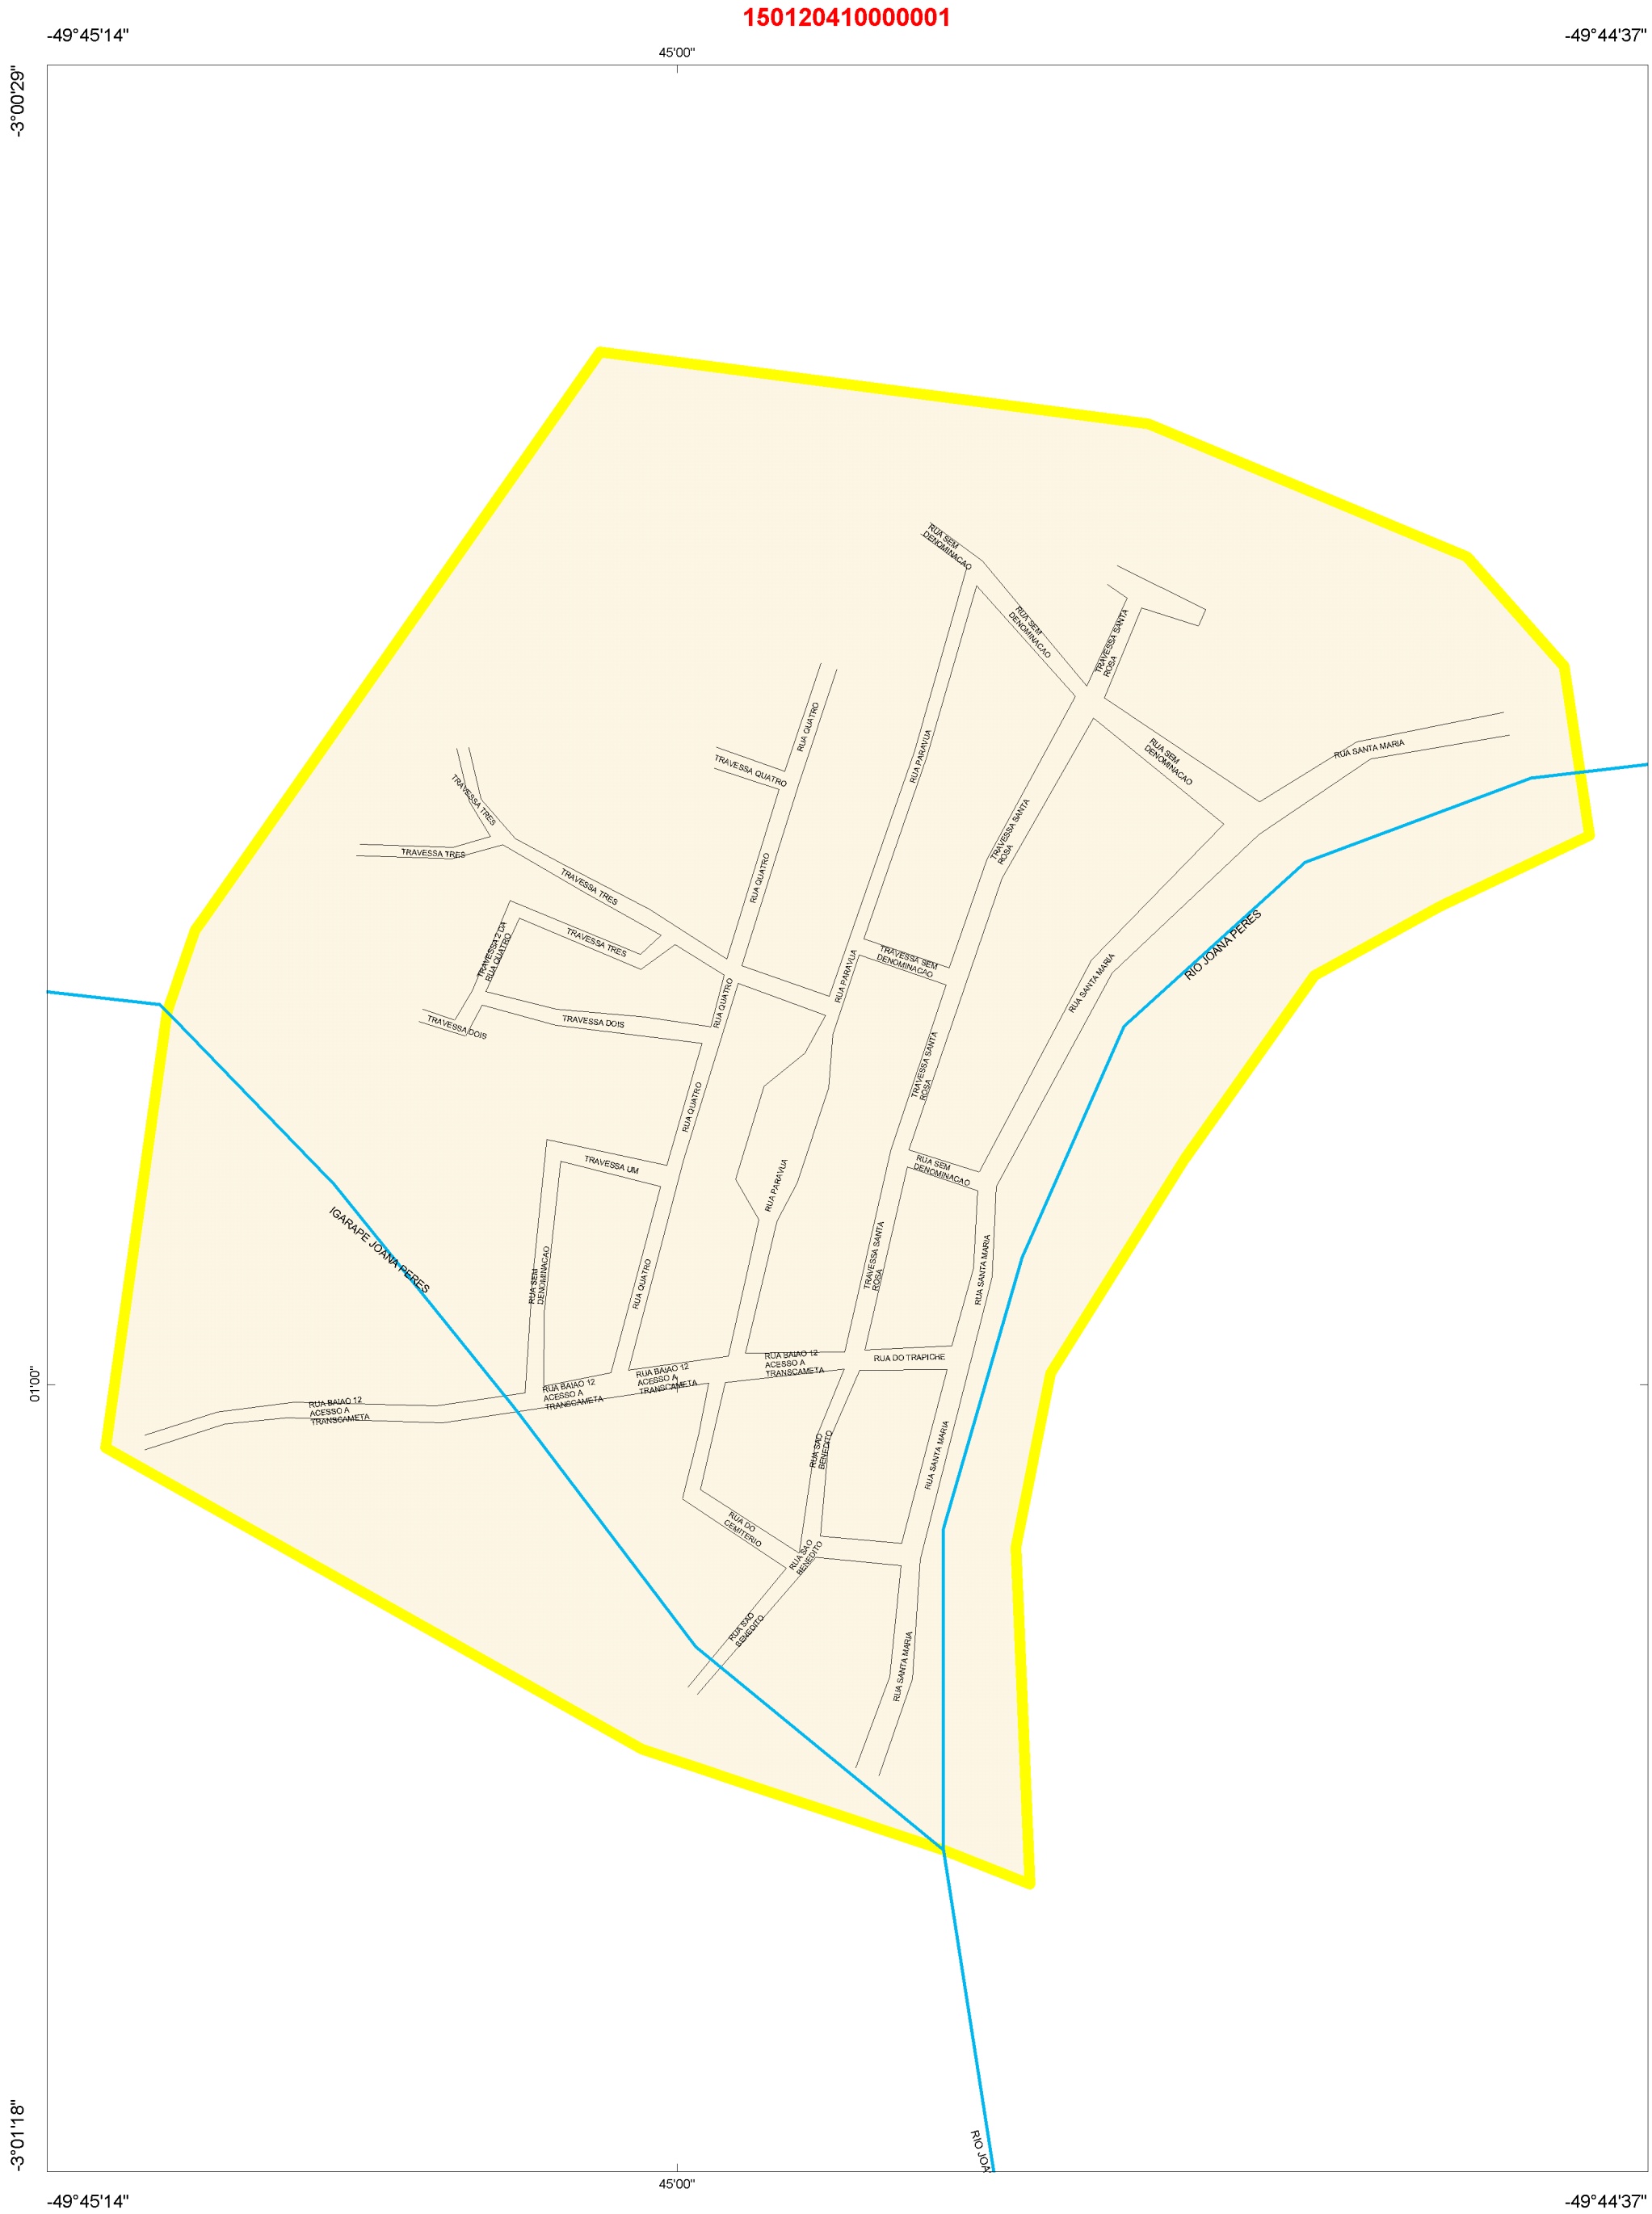 150120410000001
-49°45'14"
45'00"
-49°44'37"
-3°00'29"
RUA SEM
DENOMINACAO
RUA SEM
DENOMINACAO
TRAVESSA SANTA
ROSA
RUA QUATRO
RUA PARAVUA
RUA SEM
DENOMINACAO
RUA SANTA MARIA
TRAVESSA QUATRO
TRAVESSA TRES
TRAVESSA TRES
TRAVESSA SANTA
ROSA
RUA QUATRO
TRAVESSA TRES
TRAVESSA TRES
TRAVESSA 2 DA
RUA QUATRO
TRAVESSA SEM
DENOMINACAO
RIO JOANA PERES
RUA PARAVUA
RUA SANTA MARIA
RUA QUATRO
TRAVESSA DOIS
TRAVESSA DOIS
TRAVESSA SANTA
ROSA
RUA QUATRO
TRAVESSA UM
RUA SEM
DENOMINACAO
RUA PARAVUA
IGARAPE JOANA PERES
RUA SEM
DENOMINACAO
RUA QUATRO
TRAVESSA SANTA
ROSA
RUA SANTA MARIA
RUA BAIAO 12
ACESSO A
TRANSCAMETA
RUA DO TRAPICHE
RUA BAIAO 12
ACESSO A
TRANSCAMETA
RUA BAIAO 12
ACESSO A
TRANSCAMETA
RUA BAIAO 12
ACESSO A
TRANSCAMETA
01'00"
RUA SAO
BENEDITO
RUA SANTA MARIA
RUA DO
CEMITERIO
RUA SAO
BENEDITO
RUA SAO
BENEDITO
RUA SANTA MARIA
RIO JOA
-3°01'18"
-49°45'14"
45'00"
-49°44'37"